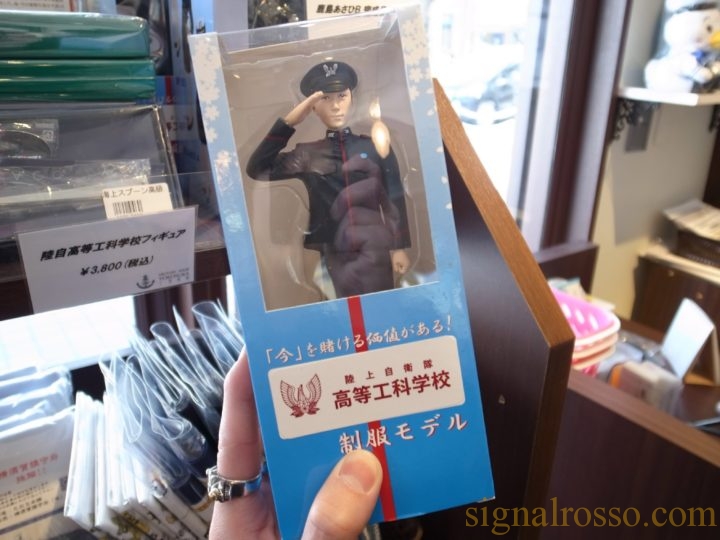 海上スプーン高級
陸自高等工科学校フィギュア
￥3,800(税込)
「今」を賭ける価値がある!
陸上自衛隊
高等工科学校
制服モデル
signalrosso.com